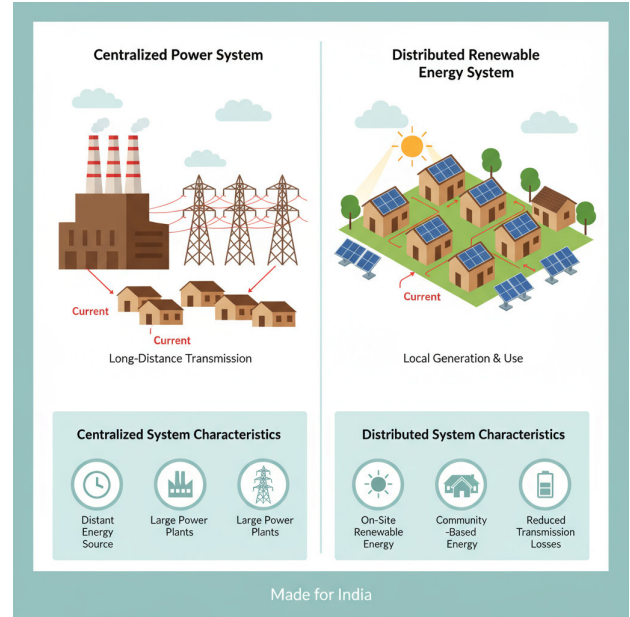 Centralized Power System
Current
Current
Long-Distance Transmission
Centralized System Characteristics
Distant
Energy
Source
Large Power
Plants
Large Power
Plants
Distributed Renewable
Energy System
Current
Local Generation & Use
Distributed System Characteristics
On-Site
Renewable
Energy
Community
-Based
Energy
Reduced
Transmission
Losses
Made for India